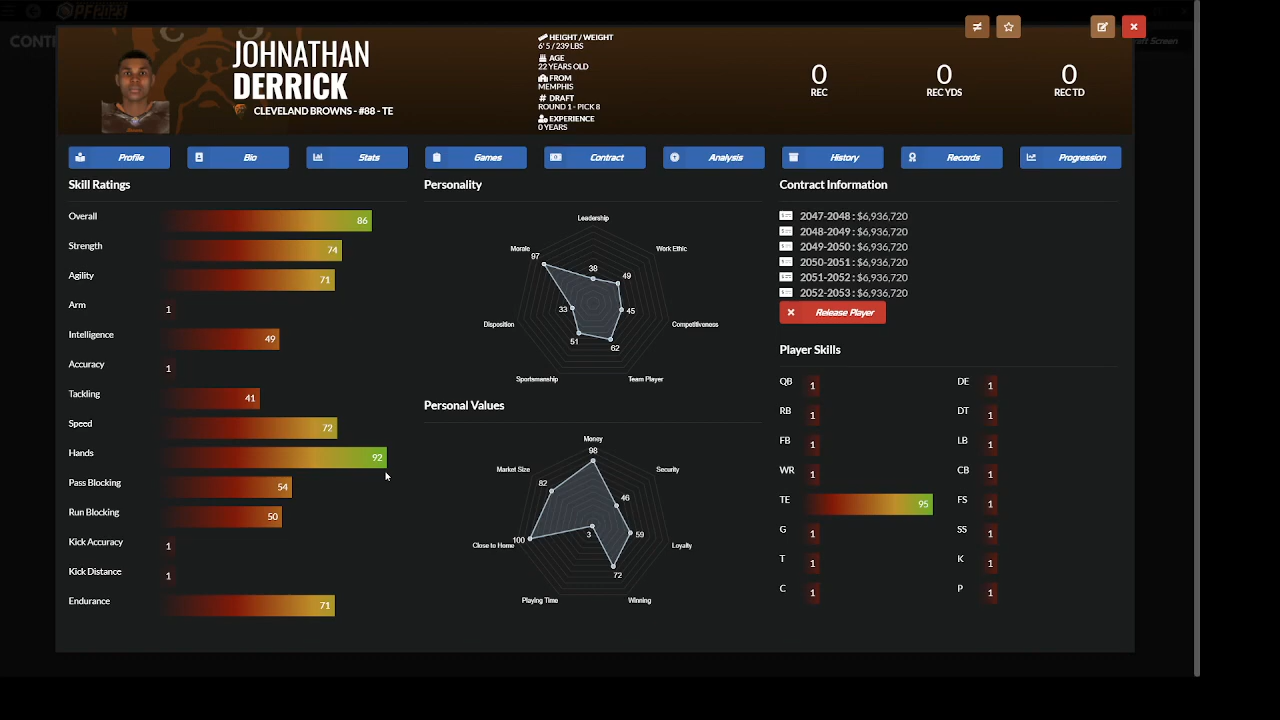 PF2023
JOHNATHAN
DERRICK
CLEVELAND BROWNS - #88 - TE
HEIGHT / WEIGHT
6' 5 / 239 LBS
AGE
22 YEARS OLD
FROM
MEMPHIS
DRAFT
ROUND 1 - PICK 8
EXPERIENCE
0 YEARS
0
REC
0
REC YDS
0
REC TD
Profile
Bio
Stats
Games
Contract
Analysis
History
Records
Progression
Skill Ratings
Overall 86
Strength 74
Agility 71
Arm 1
Intelligence 49
Accuracy 1
Tackling 41
Speed 72
Hands 92
Pass Blocking 54
Run Blocking 50
Kick Accuracy 1
Kick Distance 1
Endurance 71
Personality
Leadership
38
Work Ethic
49
Competitiveness
45
Team Player
62
Sportsmanship
51
Disposition
33
Morale
97
Personal Values
Money
98
Security
46
Loyalty
59
Winning
72
Playing Time
3
Close to Home
100
Market Size
82
Contract Information
2047-2048 : $6,936,720
2048-2049 : $6,936,720
2049-2050 : $6,936,720
2050-2051 : $6,936,720
2051-2052 : $6,936,720
2052-2053 : $6,936,720
Release Player
Player Skills
QB 1
RB 1
FB 1
WR 1
TE 95
G 1
T 1
C 1
DE 1
DT 1
LB 1
CB 1
FS 1
SS 1
K 1
P 1